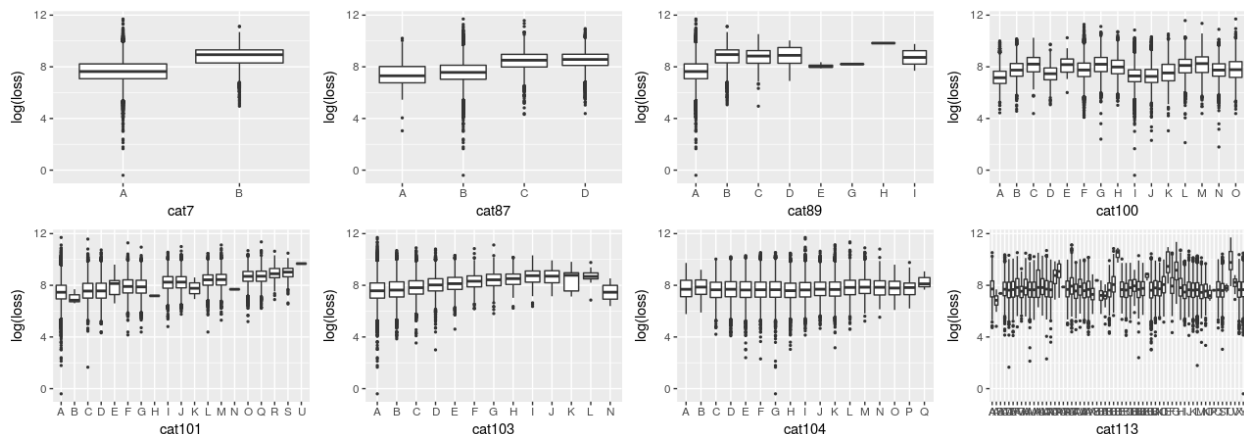 12
8
4
0
log(loss)
A B
cat7
12
8
4
0
log(loss)
A B C D
cat87
12
8
4
0
log(loss)
A B C D E G H I
cat89
12
8
4
0
log(loss)
A B C D E F G H I J K L M N O
cat100
12
8
4
0
log(loss)
A B C D E F G H I J K L M N O Q R S U
cat101
12
8
4
0
log(loss)
A B C D E F G H I J K L N
cat103
12
8
4
0
log(loss)
A B C D E F G H I J K L M N O P Q
cat104
12
8
4
0
log(loss)
cat113